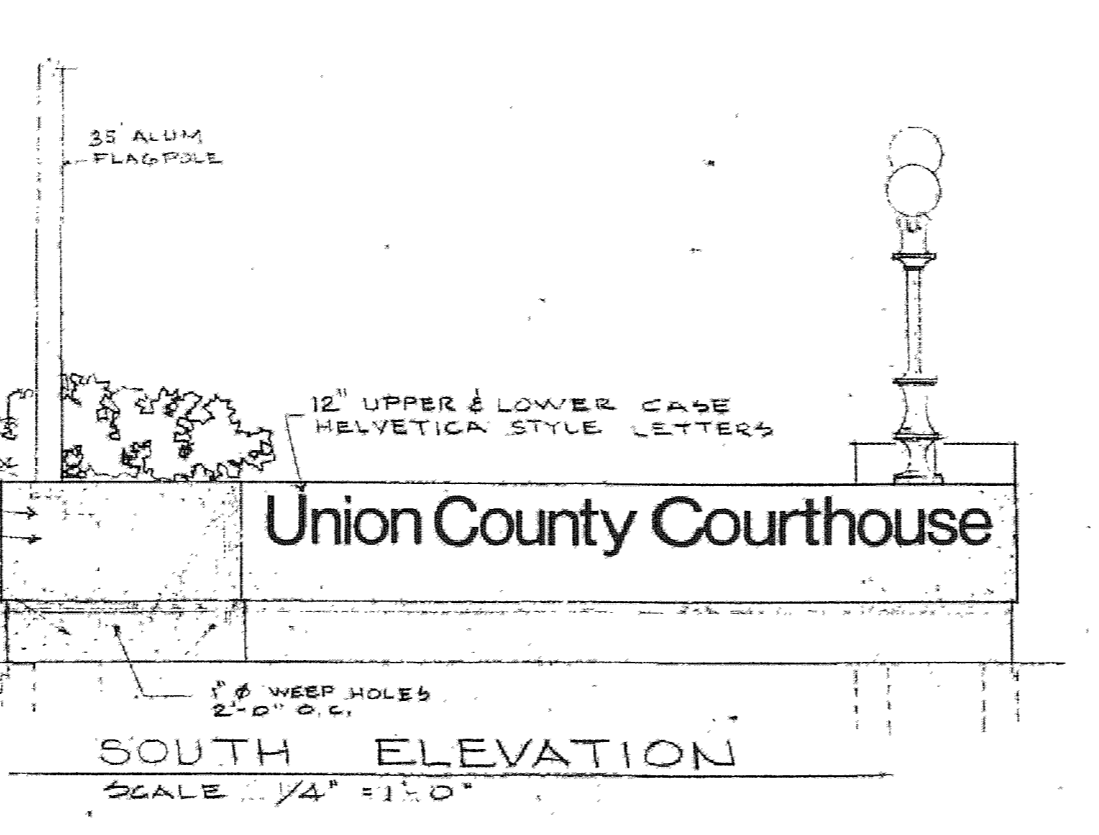 35' ALUM
FLAGPOLE
12" UPPER & LOWER CASE
HELVETICA STYLE LETTERS
Union County Courthouse
1" Ø WEEP HOLES
2'-0" O.C.
SOUTH ELEVATION
SCALE 1/4" = 1'-0"